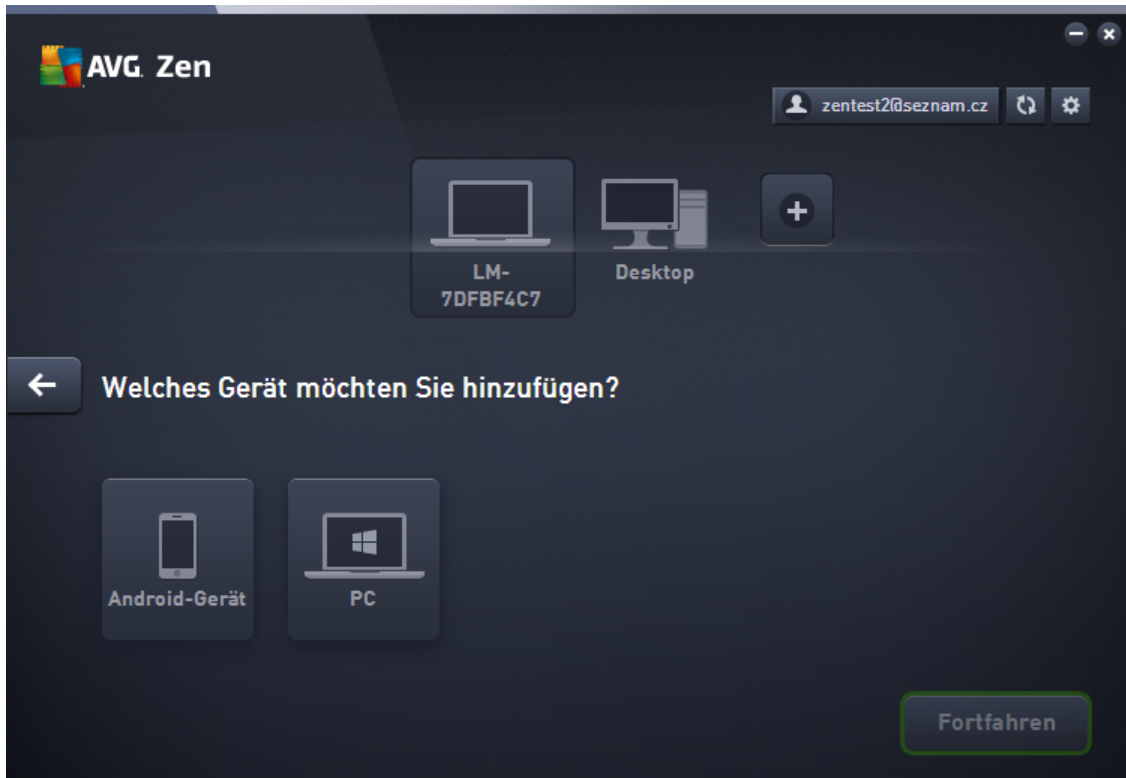 AVG. Zen
zentest2@seznam.cz
LM-
7DFBF4C7
Desktop
Welches Gerät möchten Sie hinzufügen?
Android-Gerät
PC
Fortfahren